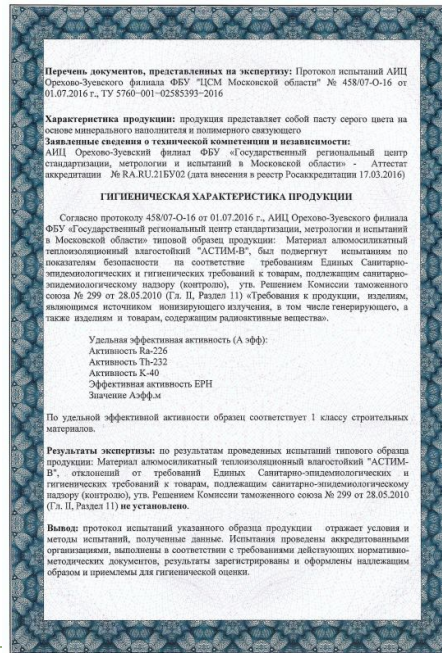 Перечень документов, представленных на экспертизу: Протокол испытаний АИЦ
Орехово-Зуевского филиала ФБУ "ЦСМ Московской области" № 458/07-О-16 от
01.07.2016 г., ТУ 5760-001-02585393-2016
Характеристика продукции: продукция представляет собой пасту серого цвета на
основе минерального наполнителя и полимерного связующего
Заявленные сведения о технической компетенции и независимости:
АИЦ Орехово-Зуевский филиал ФБУ «Государственный региональный центр
стандартизации, метрологии и испытаний в Московской области» - Аттестат
аккредитации № RA.RU.21БУ02 (дата внесения в реестр Росаккредитации 17.03.2016)
ГИГИЕНИЧЕСКАЯ ХАРАКТЕРИСТИКА ПРОДУКЦИИ
Согласно протоколу 458/07-О-16 от 01.07.2016 г., АИЦ Орехово-Зуевского филиала
ФБУ «Государственный региональный центр стандартизации, метрологии и испытаний
в Московской области» типовой образец продукции: Материал алюмосиликатный
теплоизоляционный влагостойкий "АСТИМ-В", был подвергнут испытаниям по
показателям безопасности на соответствие требованиям Единых Санитарно-
эпидемиологических и гигиенических требований к товарам, подлежащим санитарно-
эпидемиологическому надзору (контролю), утв. Решением Комиссии таможенного
союза № 299 от 28.05.2010 (Гл. II, Раздел 11) «Требования к продукции, изделиям,
являющимся источником ионизирующего излучения, в том числе генерирующего, а
также изделиям и товарам, содержащим радиоактивные вещества».
Удельная эффективная активность (А эфф):
Активность Ra-226
Активность Th-232
Активность K-40
Эффективная активность ЕРН
Значение Аэфф.м
По удельной эффективной активности образец соответствует 1 классу строительных
материалов.
Результаты экспертизы: по результатам проведенных испытаний типового образца
продукции: Материал алюмосиликатный теплоизоляционный влагостойкий "АСТИМ-
В", отклонений от требований Единых Санитарно-эпидемиологических и
гигиенических требований к товарам, подлежащим санитарно-эпидемиологическому
надзору (контролю), утв. Решением Комиссии таможенного союза № 299 от 28.05.2010
(Гл. II, Раздел 11) не установлено.
Вывод: протокол испытаний указанного образца продукции отражает условия и
методы испытаний, полученные данные. Испытания проведены аккредитованными
организациями, выполнены в соответствии с требованиями действующих нормативно-
методических документов, результаты зарегистрированы и оформлены надлежащим
образом и приемлемы для гигиенической оценки.